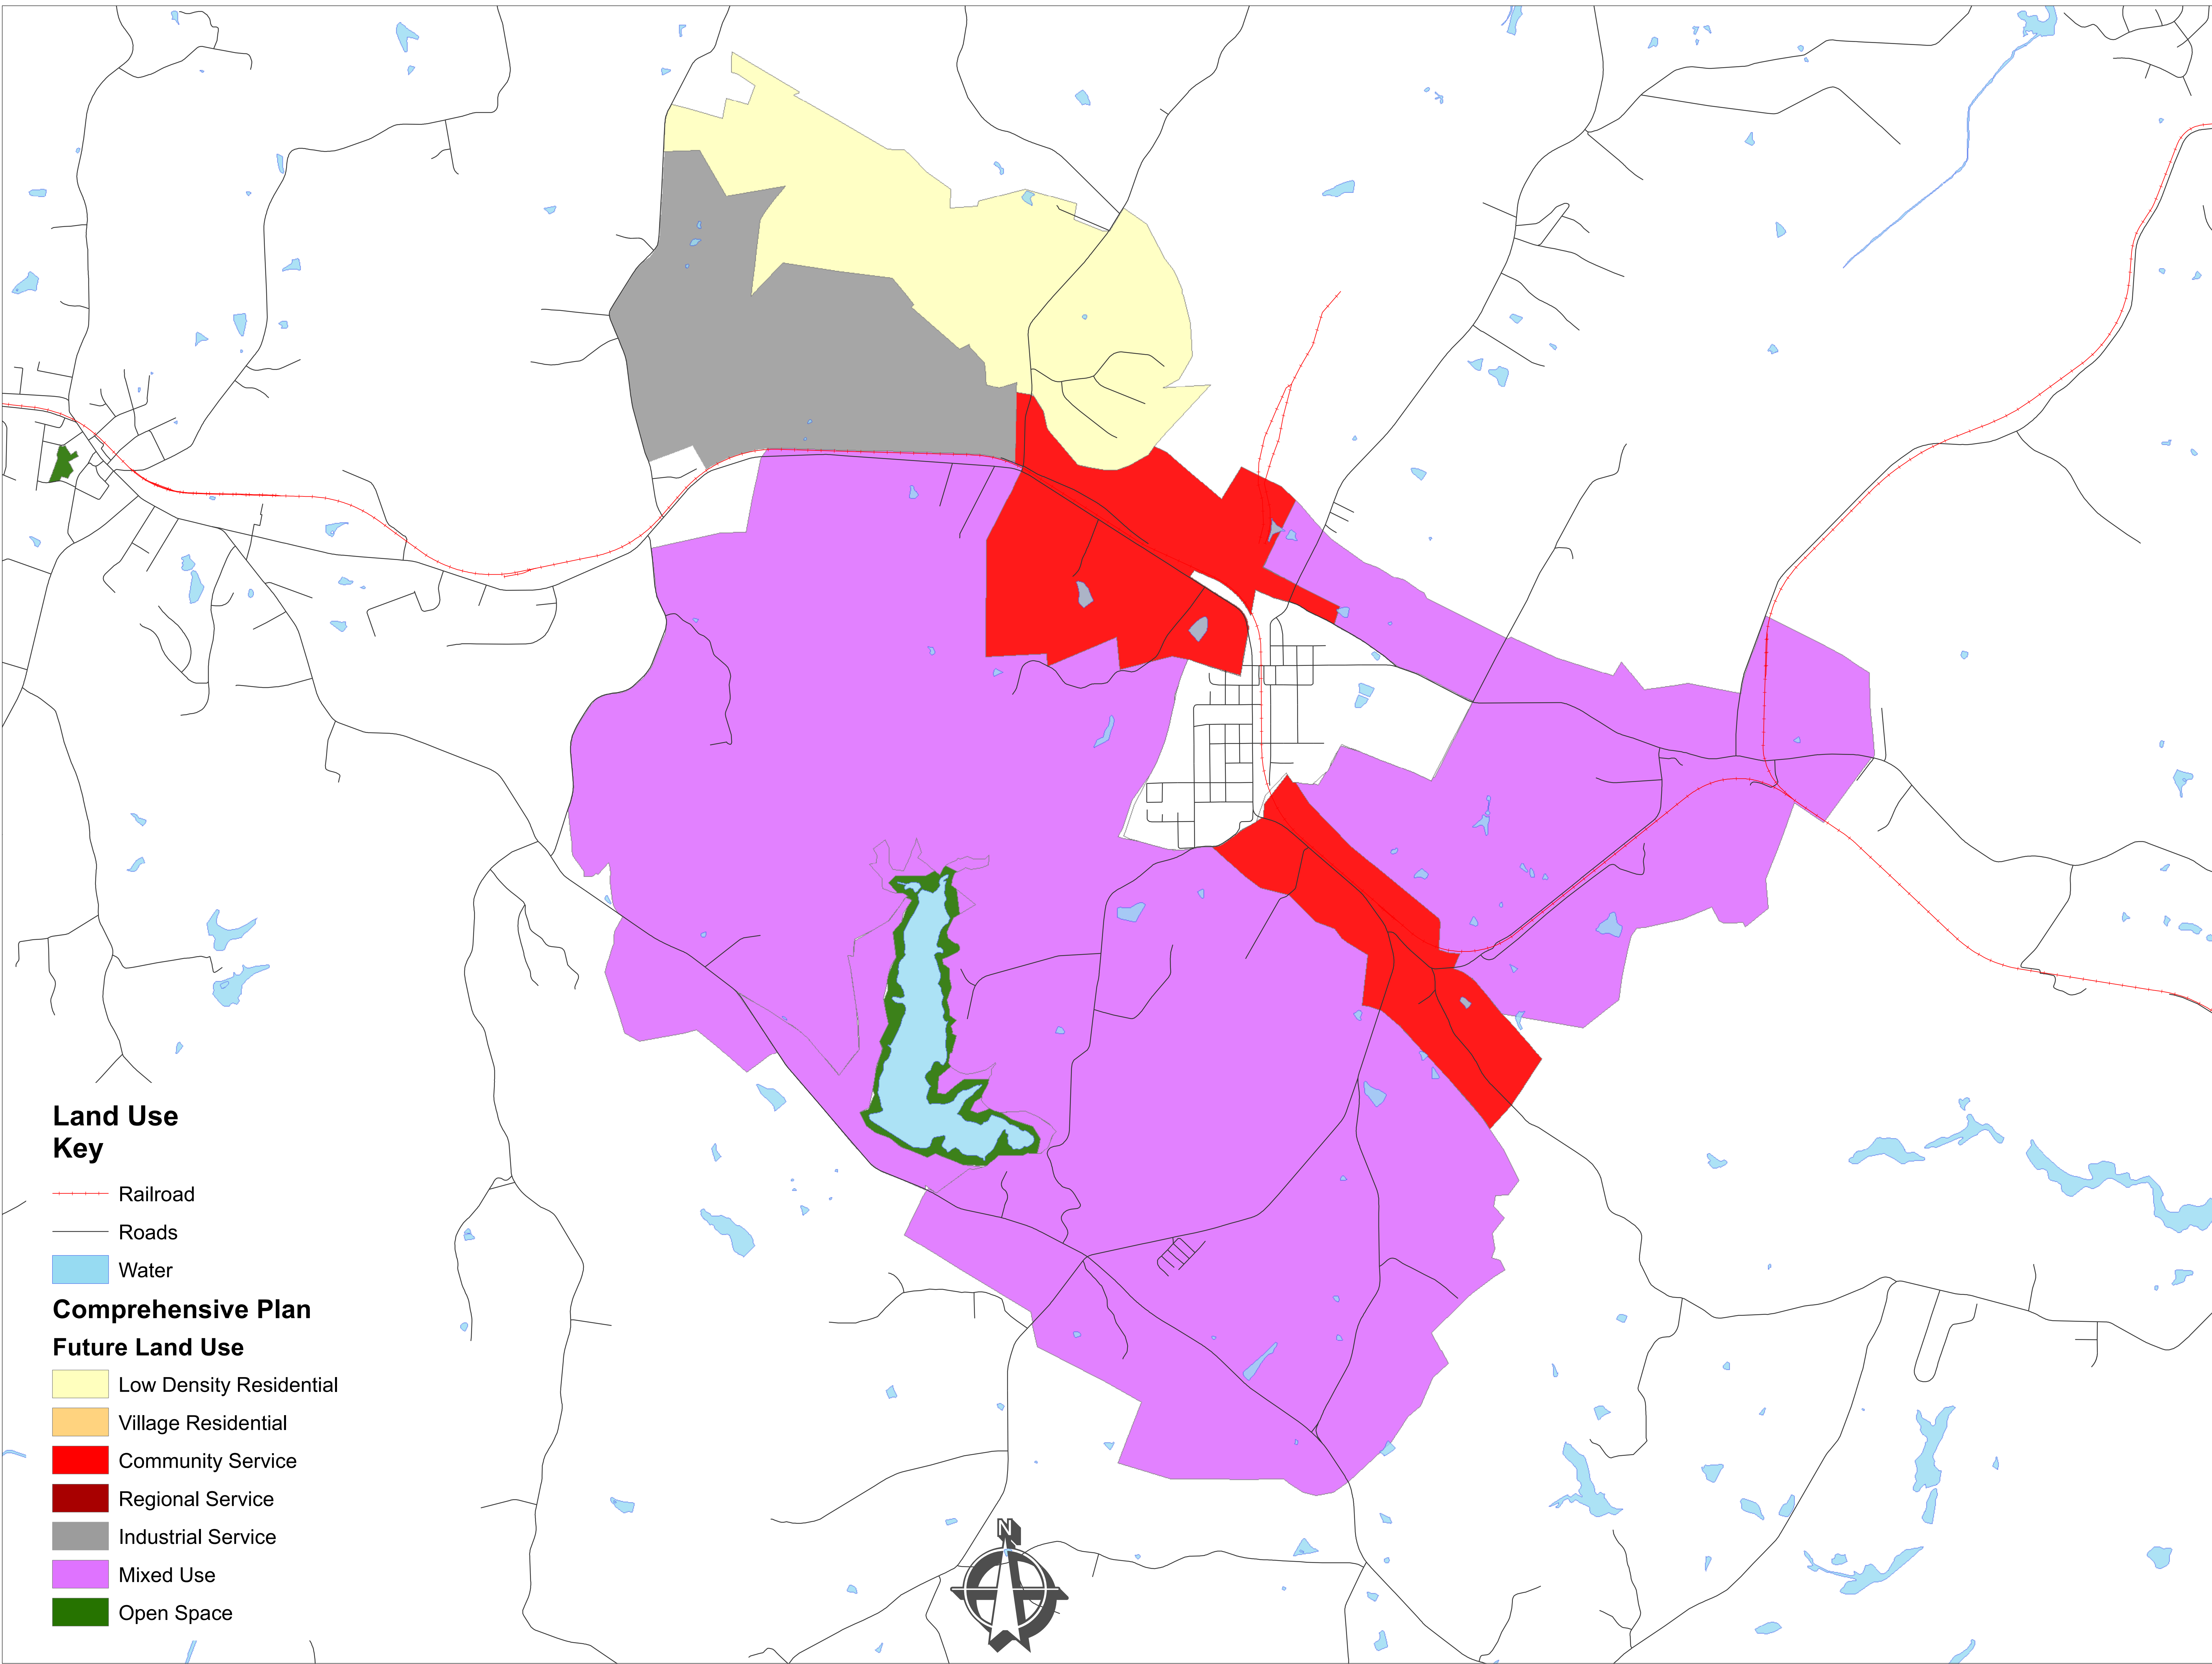 Land Use
Key
Railroad
Roads
Water
Comprehensive Plan
Future Land Use
Low Density Residential
Village Residential
Community Service
Regional Service
Industrial Service
Mixed Use
Open Space
N